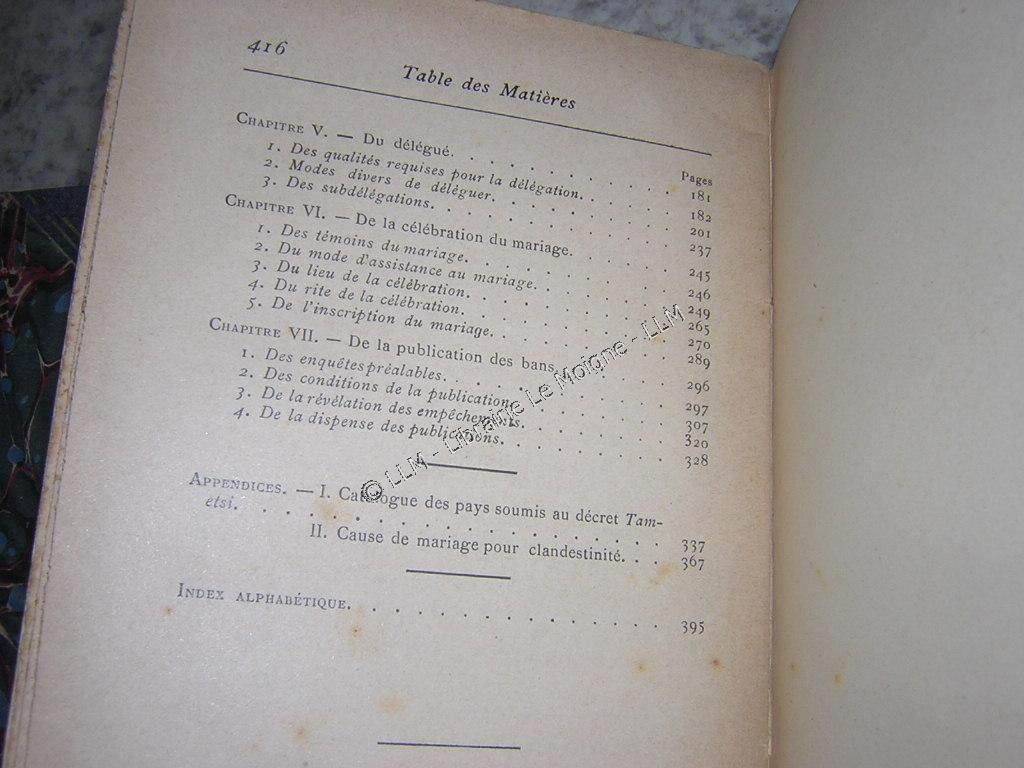 416
Table des Matières
Pages
Chapitre V. — Du délégué. . . . . . . . . . . 181
1. Des qualités requises pour la délégation. . . . . . 182
2. Modes divers de déléguer. . . . . . . . . . 201
3. Des subdélégations. . . . . . . . . . . . 237
Chapitre VI. — De la célébration du mariage. . . . . . 245
1. Des témoins du mariage. . . . . . . . . . . 246
2. Du mode d'assistance au mariage. . . . . . . . 249
3. Du lieu de la célébration. . . . . . . . . . 265
4. Du rite de la célébration. . . . . . . . . . 270
5. De l'inscription du mariage. . . . . . . . . . 289
Chapitre VII. — De la publication des bans. . . . . . . 296
1. Des enquêtes préalables. . . . . . . . . . . 297
2. Des conditions de la publication. . . . . . . . 307
3. De la révélation des empêchements. . . . . . . . 320
4. De la dispense des publications. . . . . . . . . 328
Appendices. — I. Catalogue des pays soumis au décret Tam-
etsi. . . . . . . . . . . . . . . . . 337
II. Cause de mariage pour clandestinité. . . 367
Index alphabétique. . . . . . . . . . . . . . 395
© LLM - Librairie Le Moigne - LLM